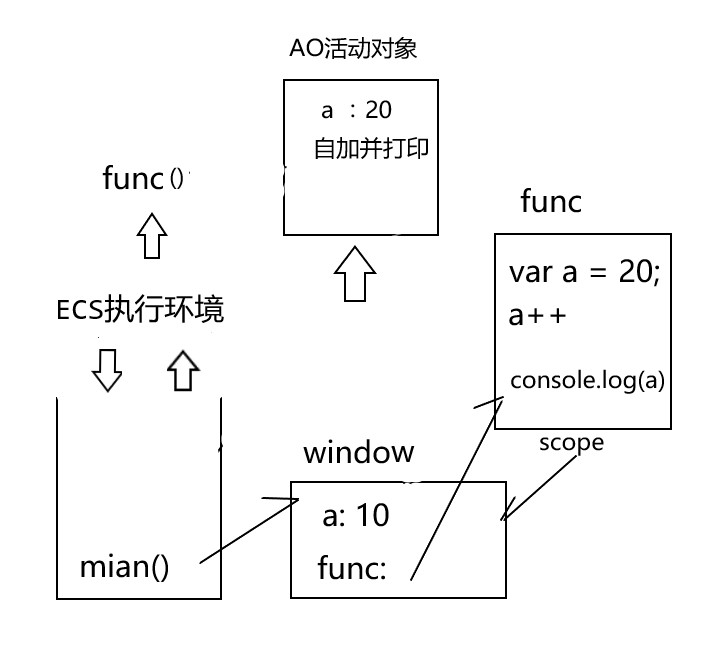 AO活动对象
a ：20
自加并打印
func()
func
var a = 20;
a++
console.log(a)
scope
ECS执行环境
mian()
window
a: 10
func: